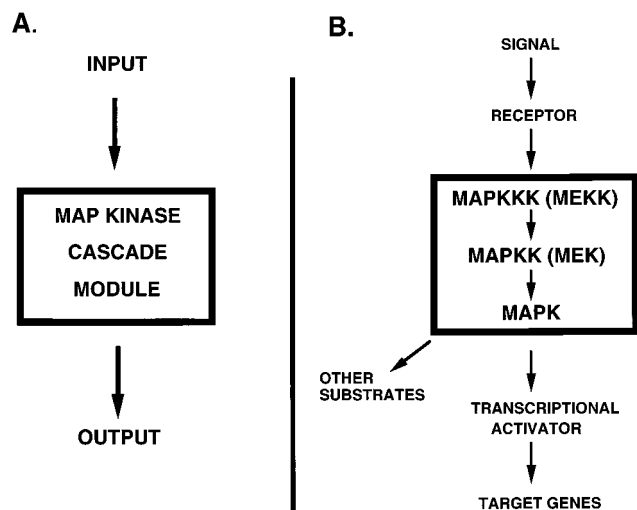 A.
INPUT
MAP KINASE
CASCADE
MODULE
OUTPUT
B.
SIGNAL
RECEPTOR
MAPKKK (MEKK)
MAPKK (MEK)
MAPK
OTHER
SUBSTRATES
TRANSCRIPTIONAL
ACTIVATOR
TARGET GENES